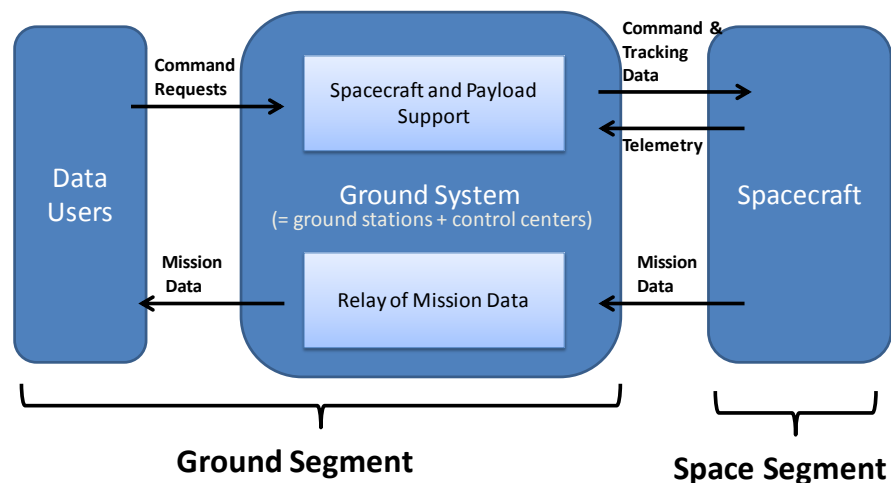 Command
Requests
Command &
Tracking
Data
Spacecraft and Payload
Support
Telemetry
Data
Users
Ground System
(= ground stations + control centers)
Spacecraft
Mission
Data
Relay of Mission Data
Mission
Data
Ground Segment
Space Segment